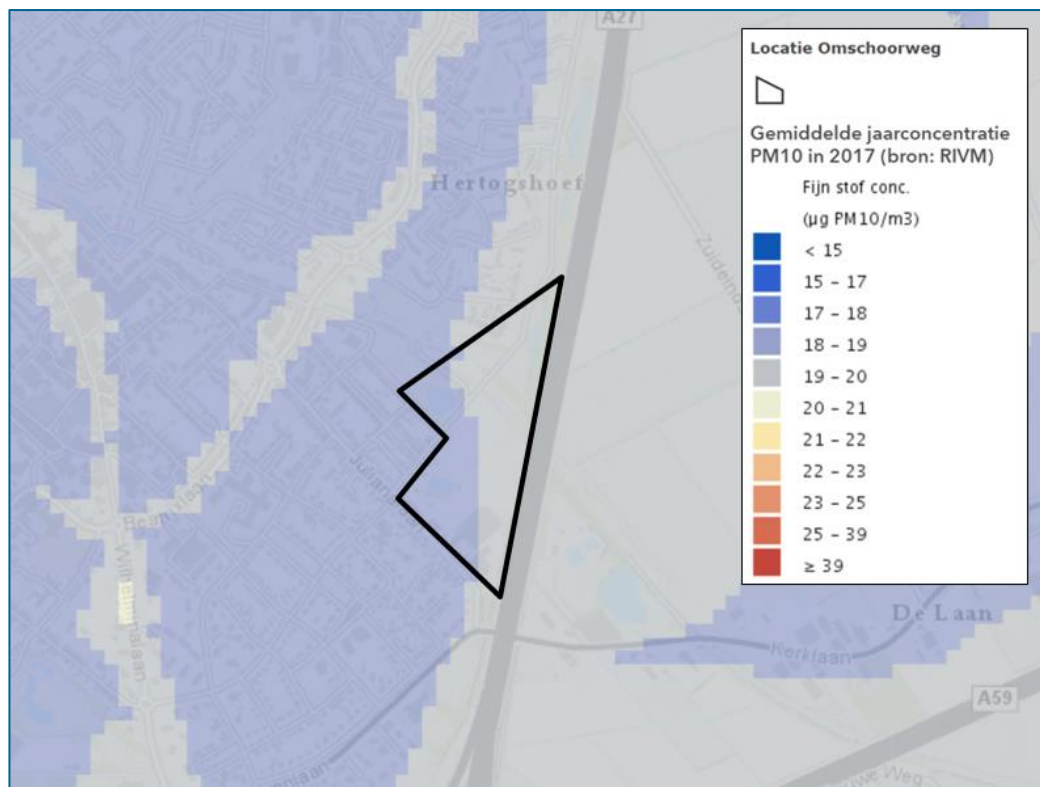 A27
Locatie Omschoorweg
Gemiddelde jaarconcentratie
PM10 in 2017 (bron: RIVM)
Fijn stof conc.
(µg PM10/m3)
< 15
15 – 17
17 – 18
18 – 19
19 – 20
20 – 21
21 – 22
22 – 23
23 – 25
25 – 39
≥ 39
Hertogshoef
Beatrixlaan
Wilhelminalaan
De Laan
Kerklaan
A59